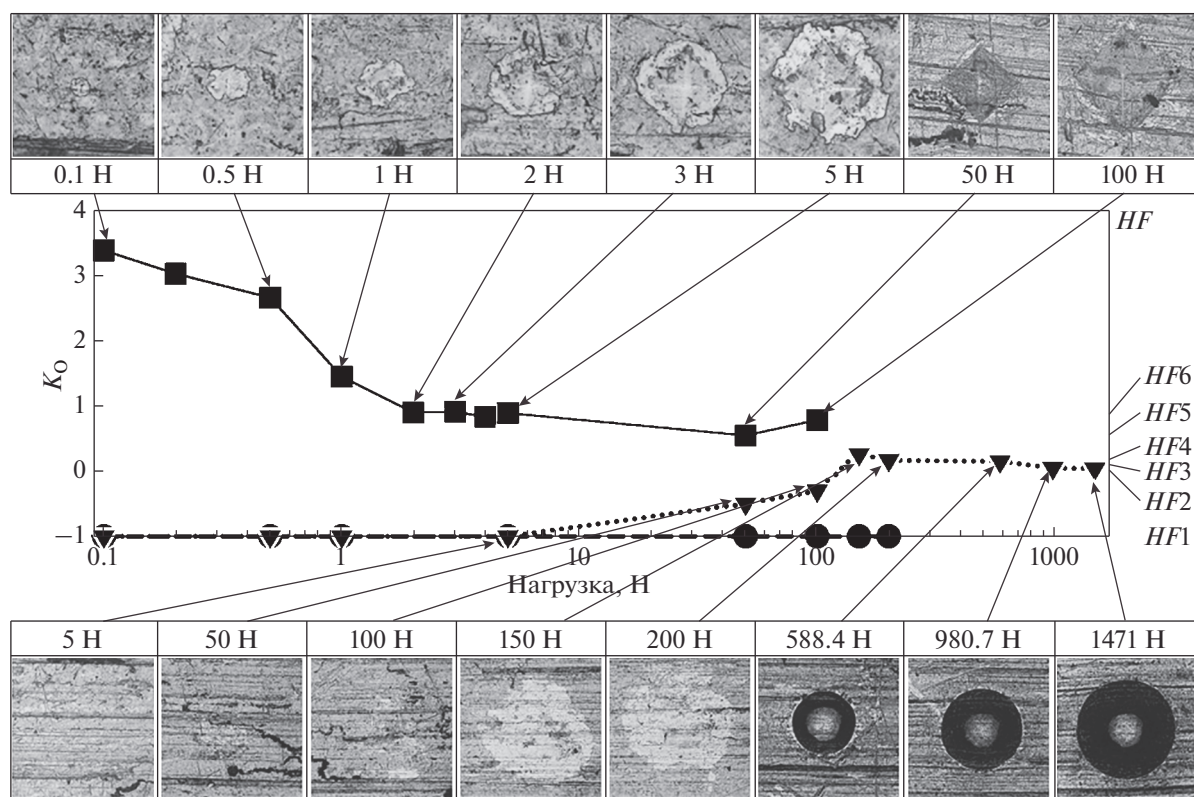 0.1 Н 0.5 Н 1 Н 2 Н 3 Н 5 Н 50 Н 100 Н
4
HF
3
2
K_O
HF6
1
HF5
HF4
0
HF3
HF2
−1
HF1
0.1 1 10 100 1000
Нагрузка, Н
5 Н 50 Н 100 Н 150 Н 200 Н 588.4 Н 980.7 Н 1471 Н